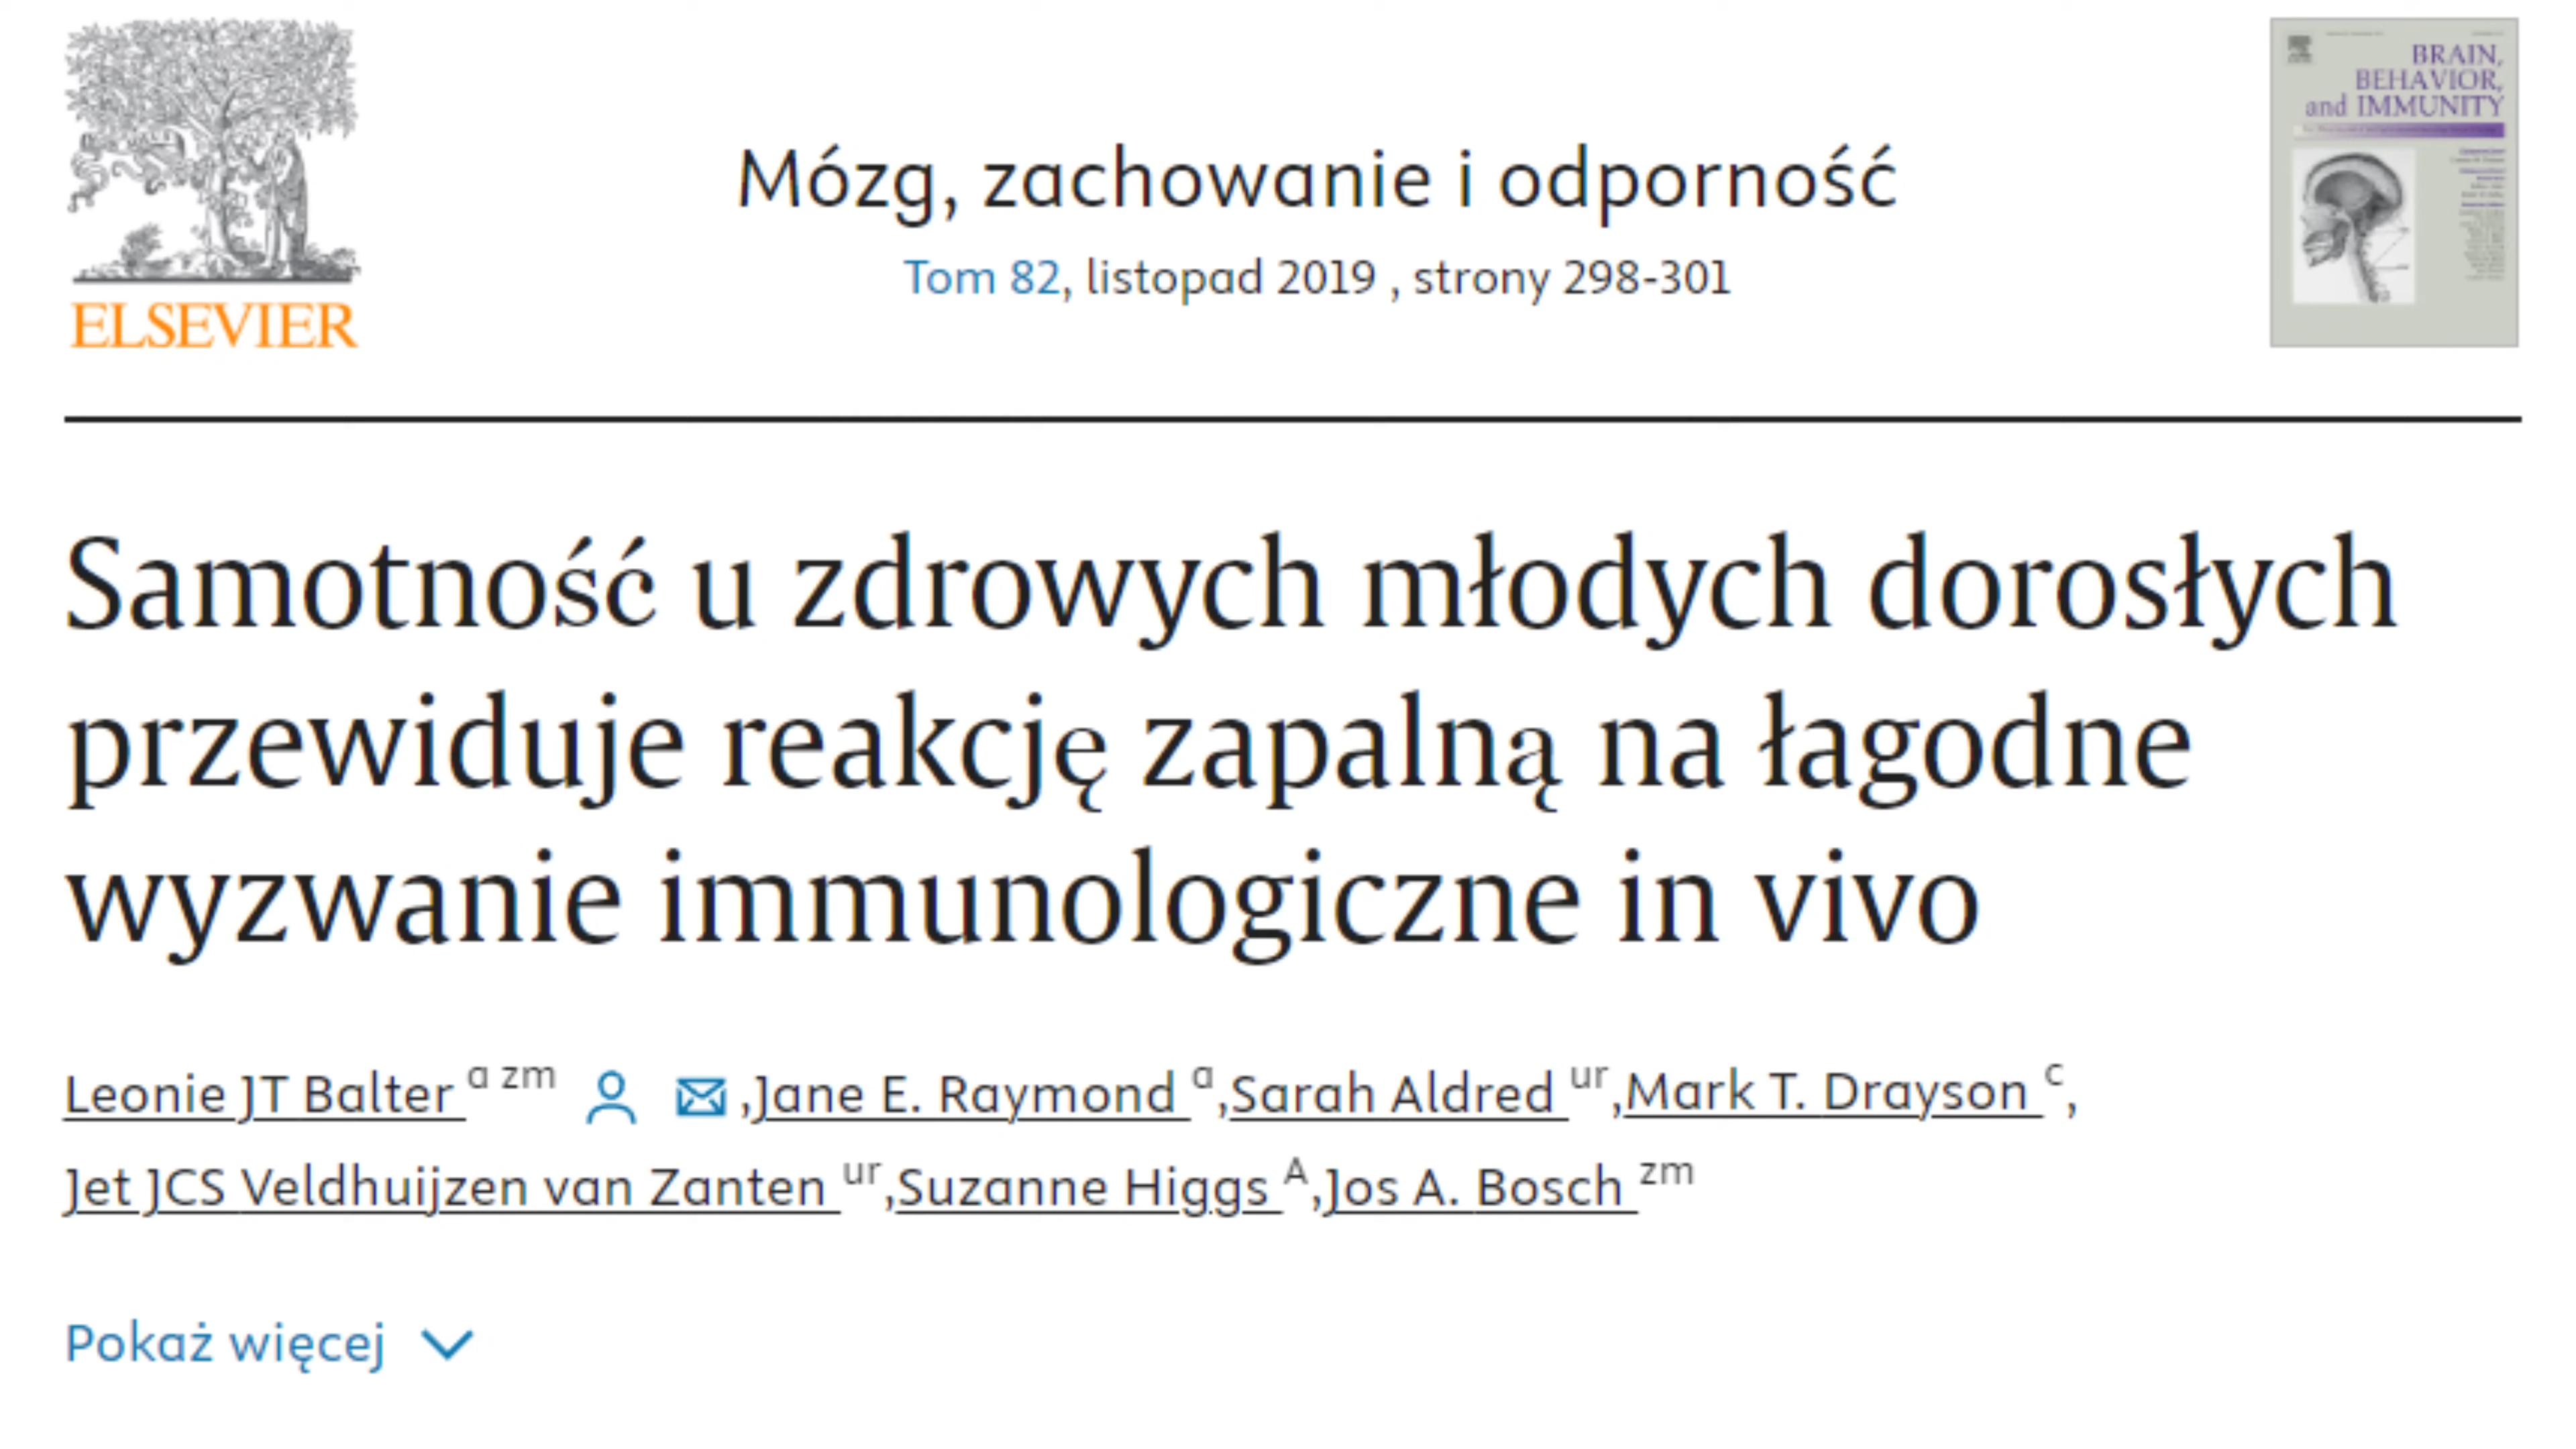 ELSEVIER
Mózg, zachowanie i odporność
Tom 82, listopad 2019 , strony 298-301
BRAIN,
BEHAVIOR,
and IMMUNITY
Samotność u zdrowych młodych dorosłych
przewiduje reakcję zapalną na łagodne
wyzwanie immunologiczne in vivo
Leonie JT Balter a zm ,Jane E. Raymond a,Sarah Aldred ur,Mark T. Drayson c,
Jet JCS Veldhuijzen van Zanten ur,Suzanne Higgs A,Jos A. Bosch zm
Pokaż więcej